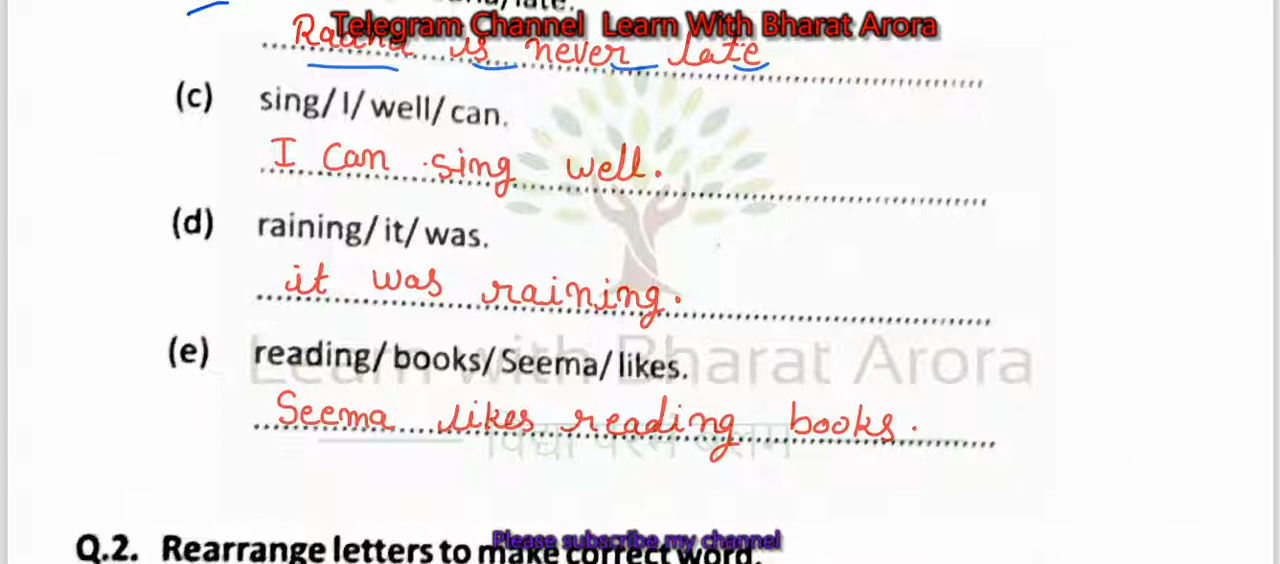 late.
Telegram Channel Learn With Bharat Arora
is never late
(c) sing/ I/ well/ can.
I can sing well.
(d) raining/ it/ was.
it was raining.
(e) reading/ books/ Seema/ likes.
Learn with Bharat Arora
Seema likes reading books.
Please subscribe my channel
Q.2. Rearrange letters to make correct word.